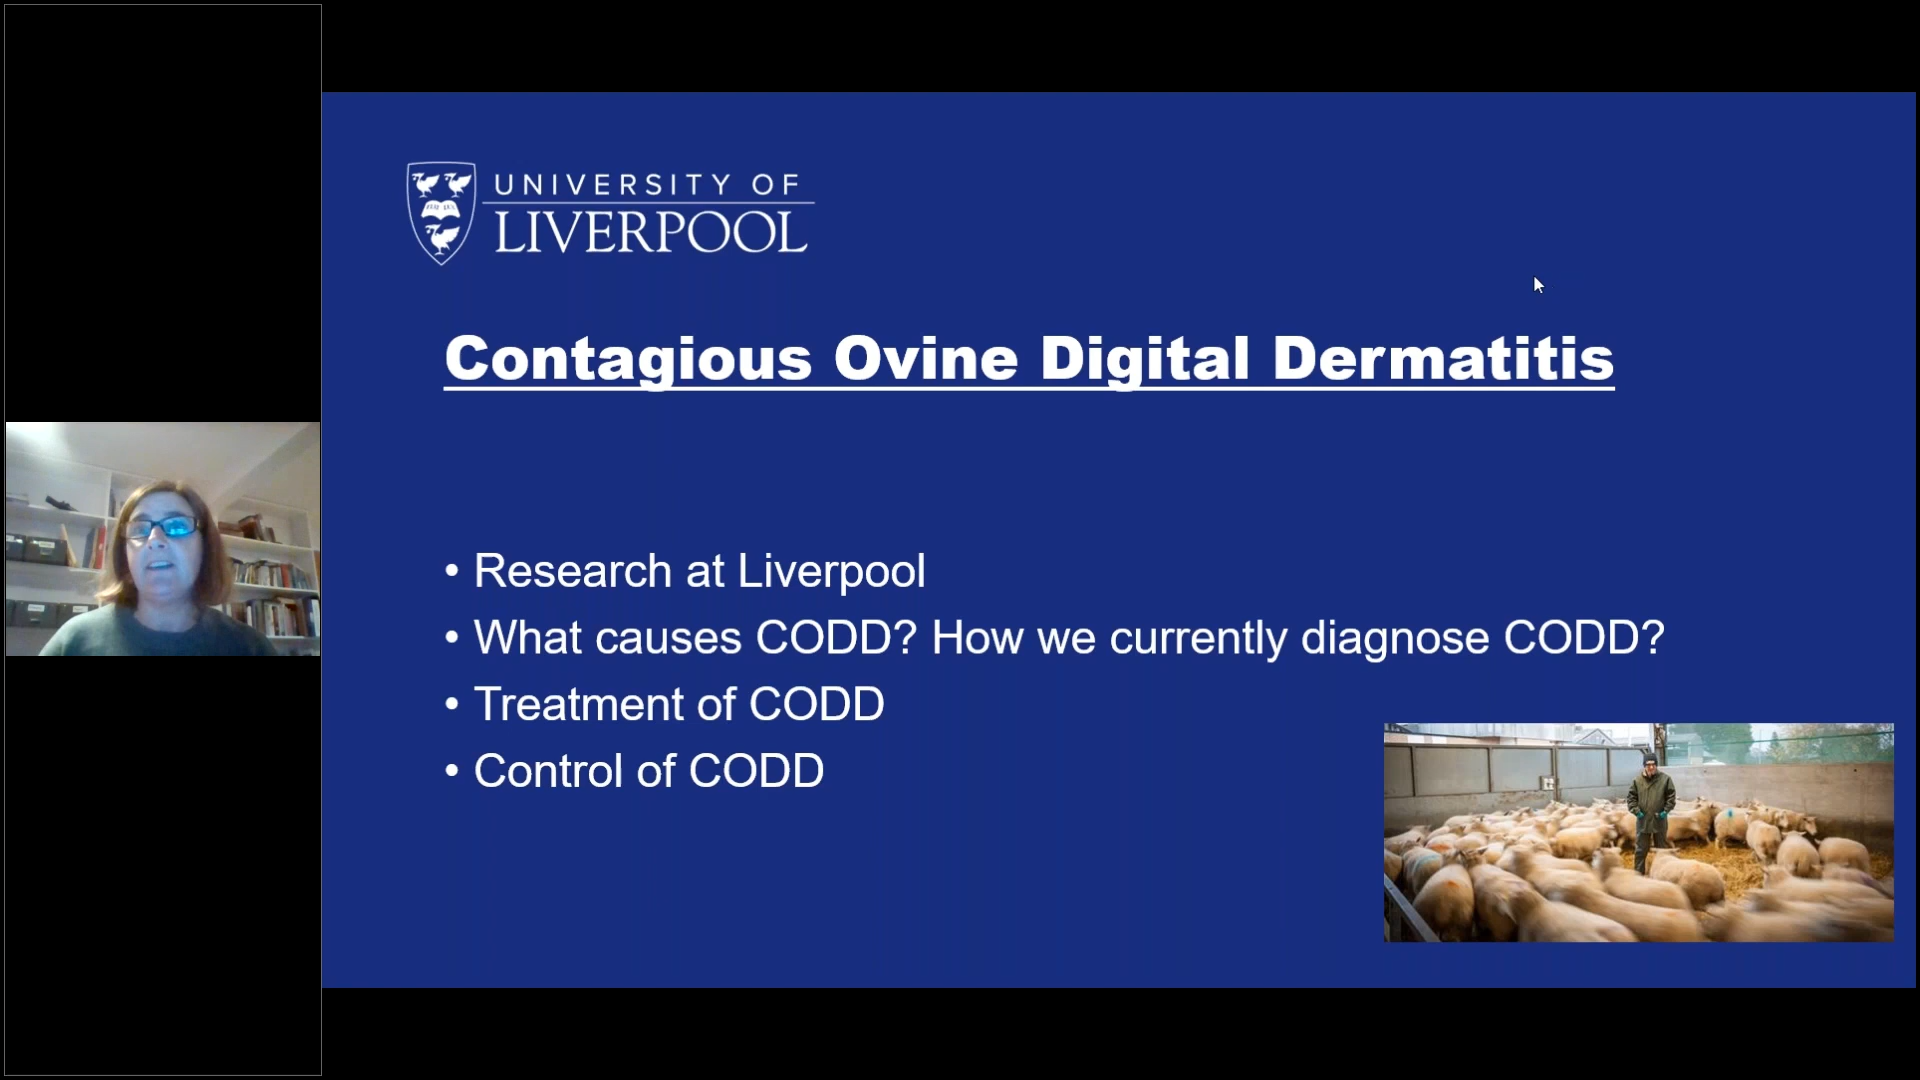 UNIVERSITY OF
LIVERPOOL
Contagious Ovine Digital Dermatitis
• Research at Liverpool
• What causes CODD? How we currently diagnose CODD?
• Treatment of CODD
• Control of CODD